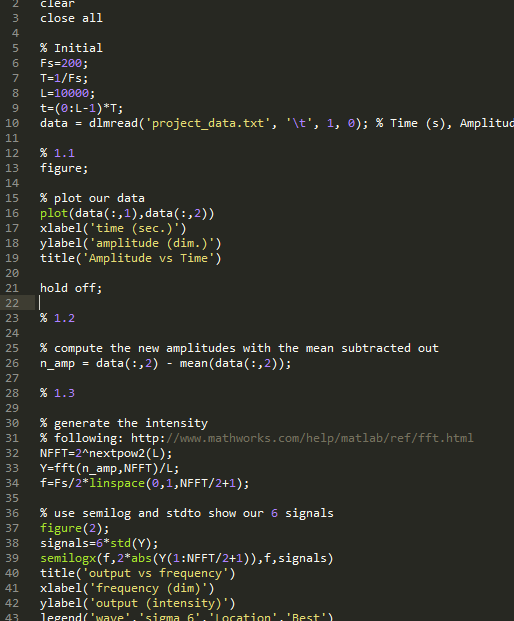 2 clear
3 close all
4
5 % Initial
6 Fs=200;
7 T=1/Fs;
8 L=10000;
9 t=(0:L-1)*T;
10 data = dlmread('project_data.txt', '\t', 1, 0); % Time (s), Amplitud
11
12 % 1.1
13 figure;
14
15 % plot our data
16 plot(data(:,1),data(:,2))
17 xlabel('time (sec.)')
18 ylabel('amplitude (dim.)')
19 title('Amplitude vs Time')
20
21 hold off;
22
23 % 1.2
24
25 % compute the new amplitudes with the mean subtracted out
26 n_amp = data(:,2) - mean(data(:,2));
27
28 % 1.3
29
30 % generate the intensity
31 % following: http://www.mathworks.com/help/matlab/ref/fft.html
32 NFFT=2^nextpow2(L);
33 Y=fft(n_amp,NFFT)/L;
34 f=Fs/2*linspace(0,1,NFFT/2+1);
35
36 % use semilog and stdto show our 6 signals
37 figure(2);
38 signals=6*std(Y);
39 semilogx(f,2*abs(Y(1:NFFT/2+1)),f,signals)
40 title('output vs frequency')
41 xlabel('frequency (dim)')
42 ylabel('output (intensity)')
43 legend('wave','sigma 6','Location','Best')